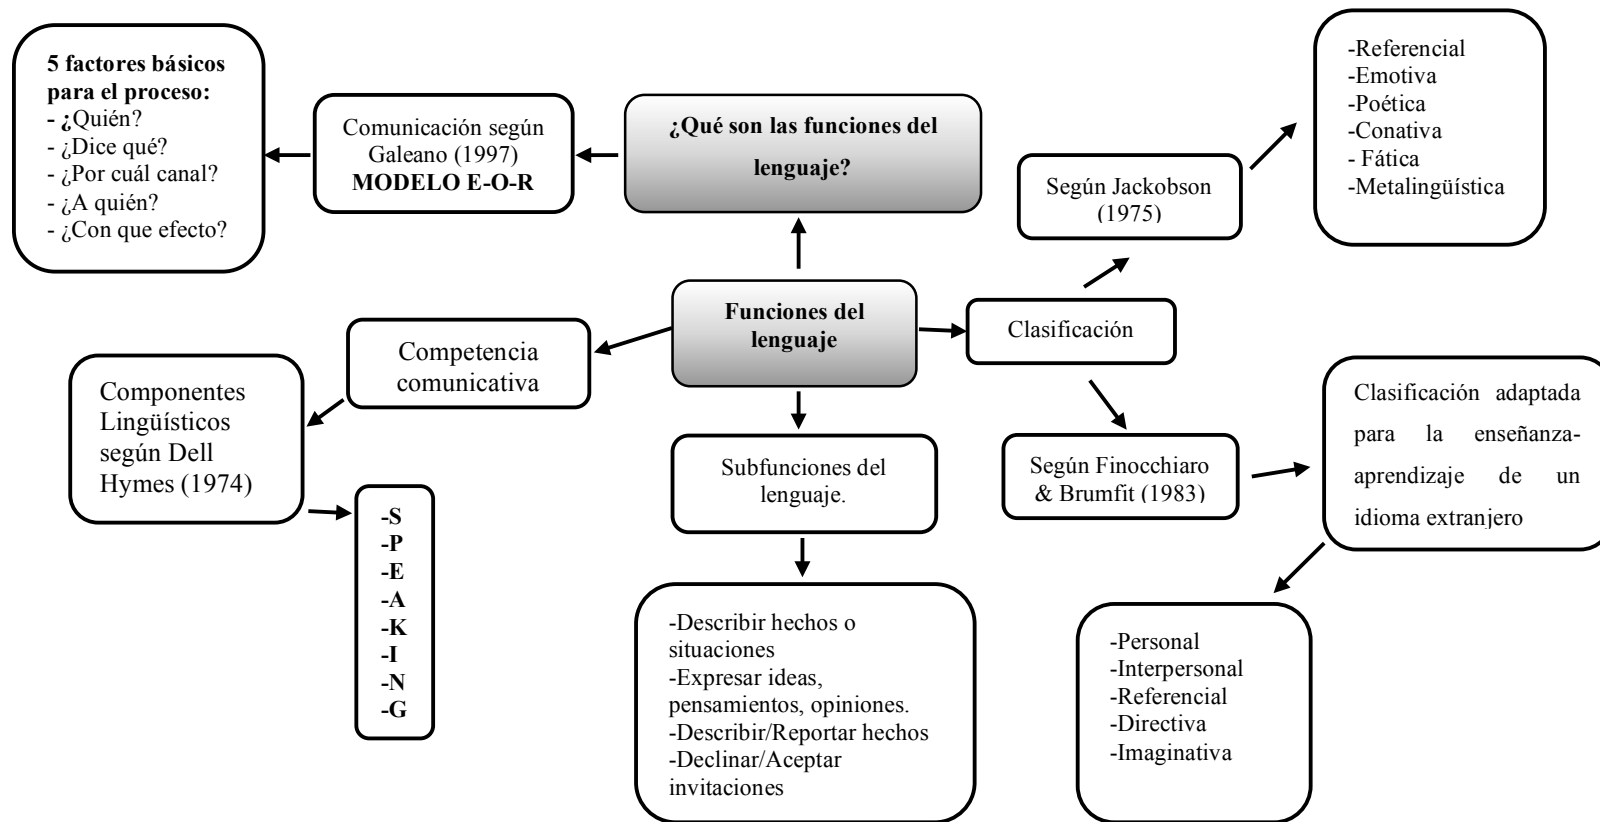 5 factores básicos
para el proceso:
- ¿Quién?
- ¿Dice qué?
- ¿Por cuál canal?
- ¿A quién?
- ¿Con que efecto?
Comunicación según
Galeano (1997)
MODELO E-O-R
¿Qué son las funciones del
lenguaje?
Según Jackobson
(1975)
-Referencial
-Emotiva
-Poética
-Conativa
- Fática
-Metalingüística
Funciones del
lenguaje
Clasificación
Competencia
comunicativa
Componentes
Lingüísticos
según Dell
Hymes (1974)
-S
-P
-E
-A
-K
-I
-N
-G
Subfunciones del
lenguaje.
-Describir hechos o
situaciones
-Expresar ideas,
pensamientos, opiniones.
-Describir/Reportar hechos
-Declinar/Aceptar
invitaciones
Según Finocchiaro
& Brumfit (1983)
Clasificación adaptada
para la enseñanza-
aprendizaje de un
idioma extranjero
-Personal
-Interpersonal
-Referencial
-Directiva
-Imaginativa